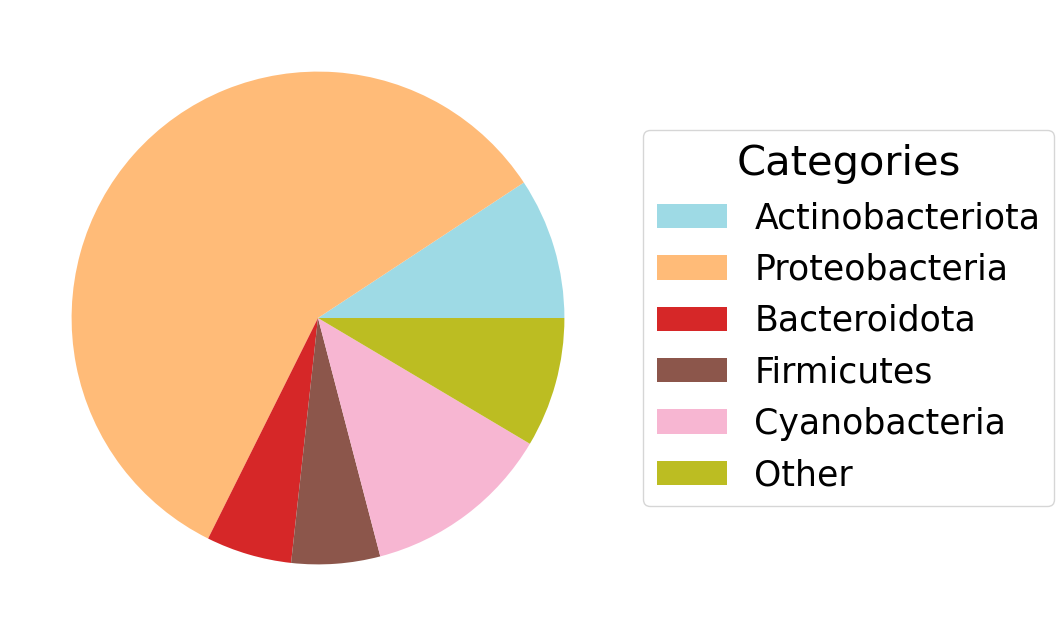 Categories
Actinobacteriota
Proteobacteria
Bacteroidota
Firmicutes
Cyanobacteria
Other